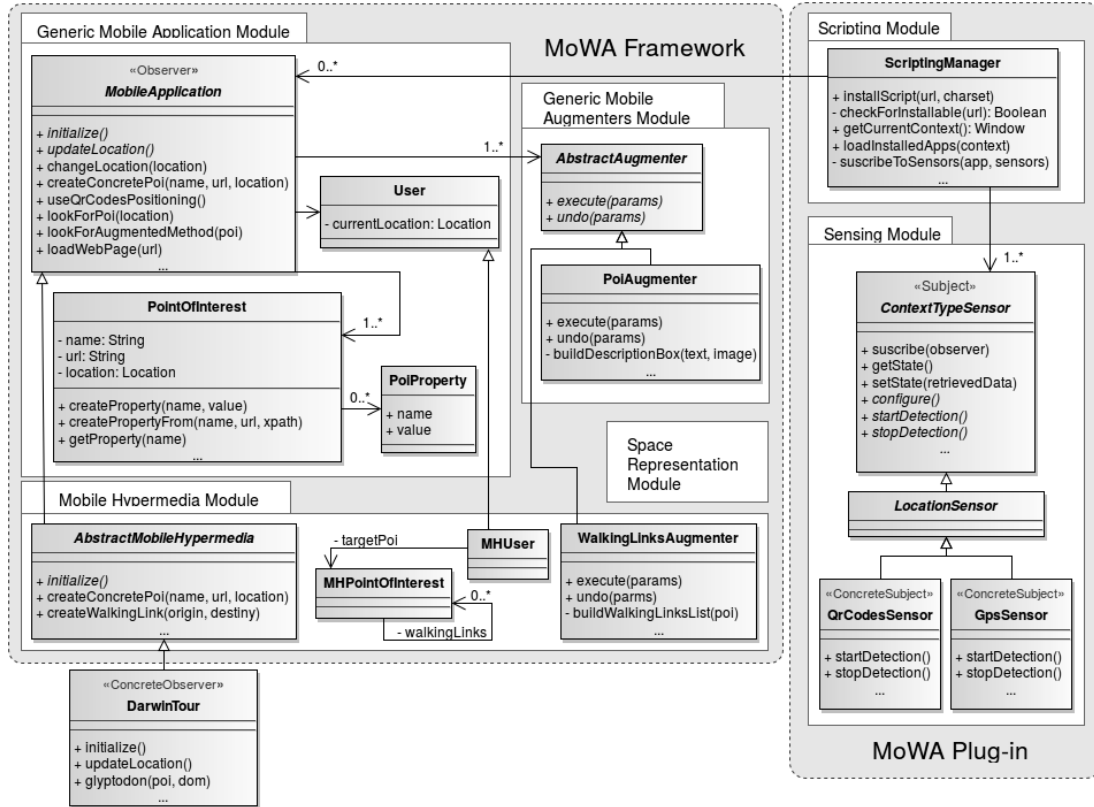 Generic Mobile Application Module
MoWA Framework
«Observer»
MobileApplication
+ initialize()
+ updateLocation()
+ changeLocation(location)
+ createConcretePoi(name, url, location)
+ useQrCodesPositioning()
+ lookForPoi(location)
+ lookForAugmentedMethod(poi)
+ loadWebPage(url)
...
0..*
1..*
User
- currentLocation: Location
PointOfInterest
- name: String
- url: String
- location: Location
+ createProperty(name, value)
+ createPropertyFrom(name, url, xpath)
+ getProperty(name)
...
1..*
0..*
PoiProperty
+ name
+ value
Generic Mobile
Augmenters Module
AbstractAugmenter
+ execute(params)
+ undo(params)
PoiAugmenter
+ execute(params)
+ undo(params)
- buildDescriptionBox(text, image)
...
Space
Representation
Module
Mobile Hypermedia Module
AbstractMobileHypermedia
+ initialize()
+ createConcretePoi(name, url, location)
+ createWalkingLink(origin, destiny)
...
- targetPoi
MHUser
MHPointOfInterest
0..*
- walkingLinks
WalkingLinksAugmenter
+ execute(params)
+ undo(parms)
- buildWalkingLinksList(poi)
...
«ConcreteObserver»
DarwinTour
+ initialize()
+ updateLocation()
+ glyptodon(poi, dom)
...
Scripting Module
ScriptingManager
+ installScript(url, charset)
- checkForInstallable(url): Boolean
+ getCurrentContext(): Window
+ loadInstalledApps(context)
- suscribeToSensors(app, sensors)
...
Sensing Module
1..*
«Subject»
ContextTypeSensor
+ suscribe(observer)
+ getState()
+ setState(retrievedData)
+ configure()
+ startDetection()
+ stopDetection()
...
LocationSensor
«ConcreteSubject»
QrCodesSensor
+ startDetection()
+ stopDetection()
...
«ConcreteSubject»
GpsSensor
+ startDetection()
+ stopDetection()
...
MoWA Plug-in